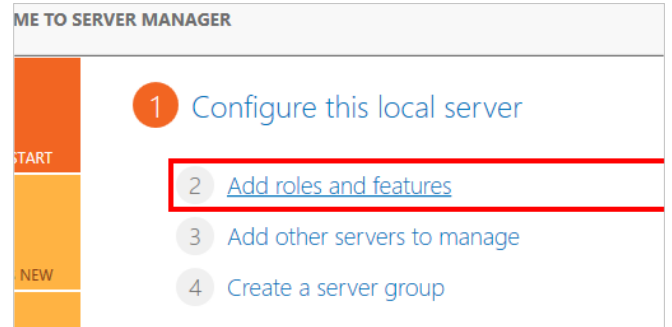 ME TO SERVER MANAGER
1 Configure this local server
START
2 Add roles and features
3 Add other servers to manage
NEW
4 Create a server group